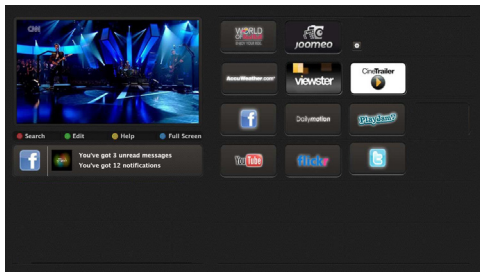 CNN
Search
Edit
Help
Full Screen
You've got 3 unread messages
You've got 12 notifications
WORLD
JOOMEO
AccuWeather.com
viewster
CineTrailer
Dailymotion
PlayJam
YouTube
flickr